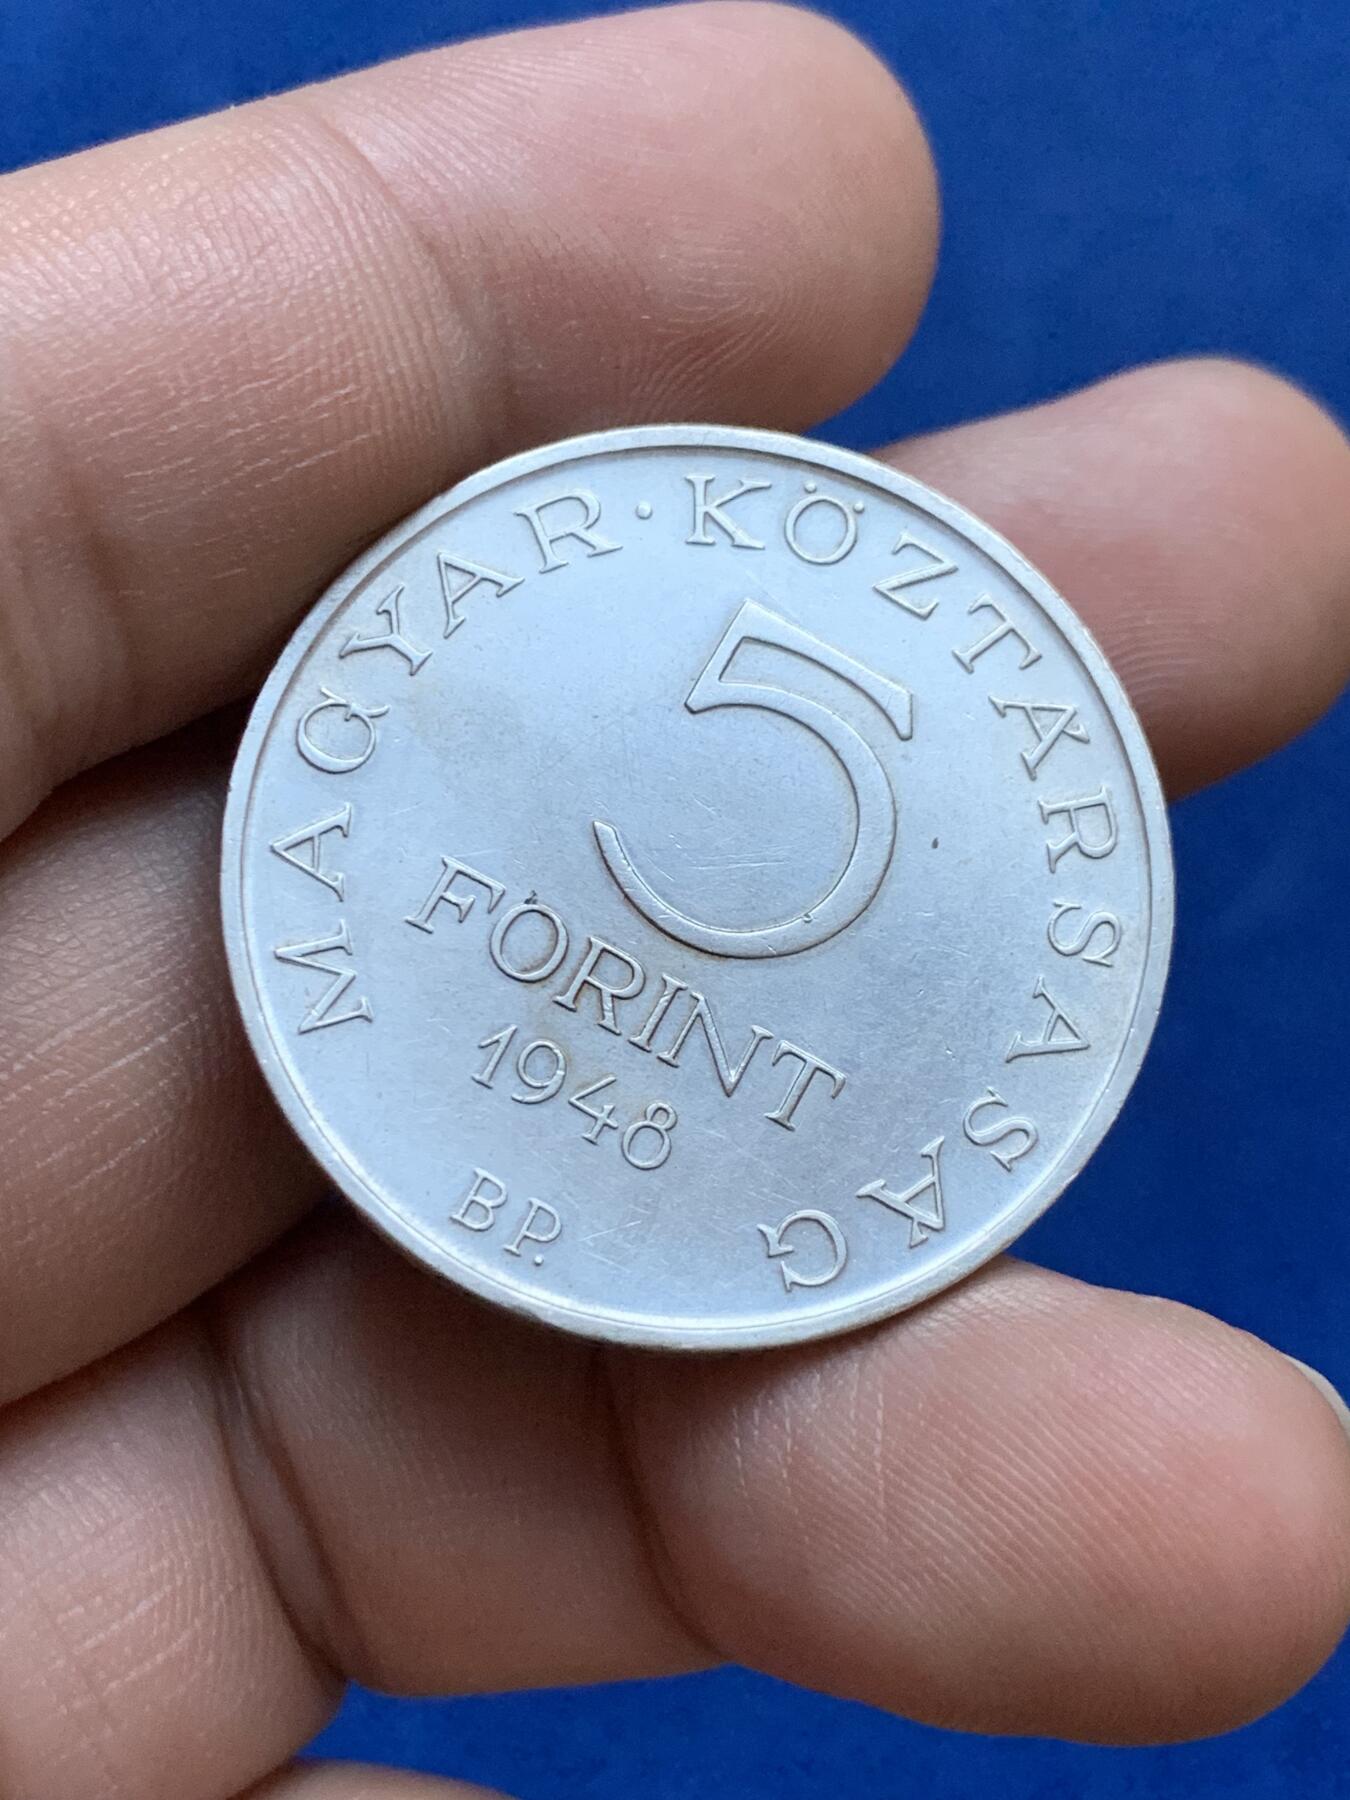 MAGYAR · KÖZTÁRSASÁG
5
FORINT
1948
BP.